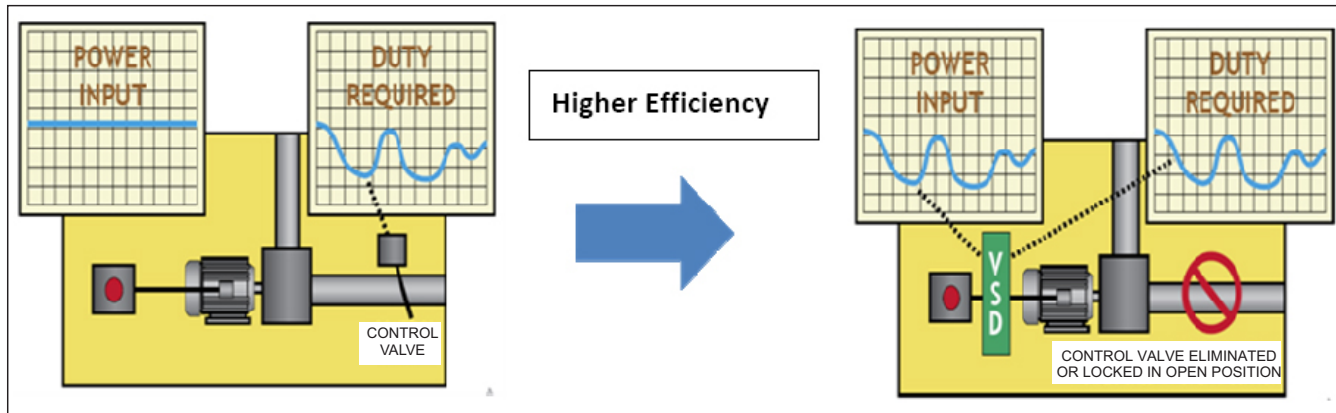 POWER
INPUT
DUTY
REQUIRED
CONTROL
VALVE
Higher Efficiency
POWER
INPUT
DUTY
REQUIRED
VSD
CONTROL VALVE ELIMINATED
OR LOCKED IN OPEN POSITION